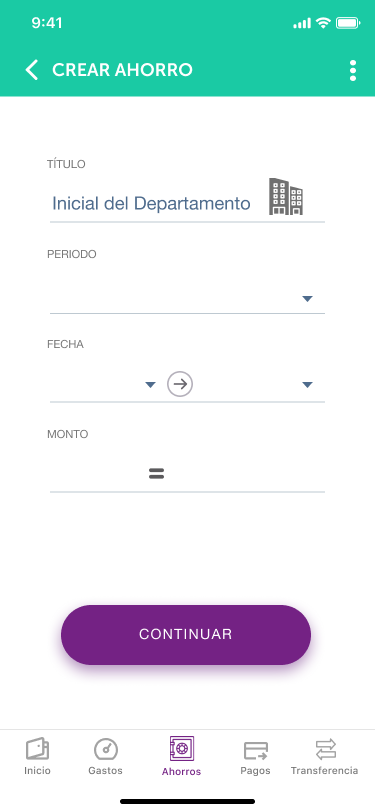 9:41
CREAR AHORRO
TÍTULO
Inicial del Departamento
PERIODO
FECHA
MONTO
=
CONTINUAR
Inicio Gastos Ahorros Pagos Transferencia